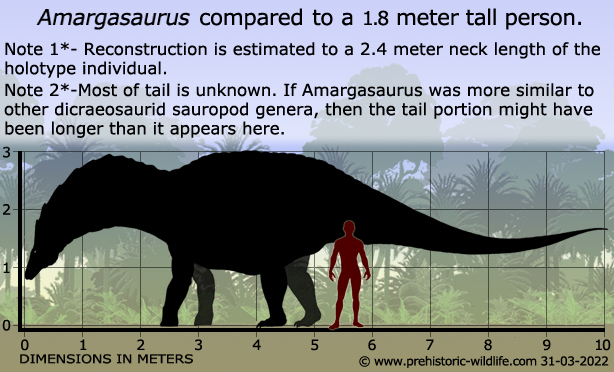 Amargasaurus compared to a 1.8 meter tall person.
Note 1*- Reconstruction is estimated to a 2.4 meter neck length of the
holotype individual.
Note 2*-Most of tail is unknown. If Amargasaurus was more similar to
other dicraeosaurid sauropod genera, then the tail portion might have
been longer than it appears here.
3
2
1
0
0 1 2 3 4 5 6 7 8 9 10
DIMENSIONS IN METERS
© www.prehistoric-wildlife.com 31-03-2022